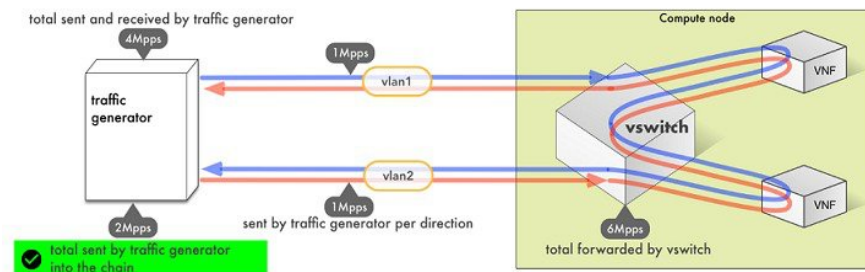 total sent and received by traffic generator
4Mpps
1Mpps
Compute node
VNF
vlan1
traffic
generator
vswitch
vlan2
VNF
1Mpps
2Mpps
sent by traffic generator per direction
6Mpps
total forwarded by vswitch
total sent by traffic generator
into the chain